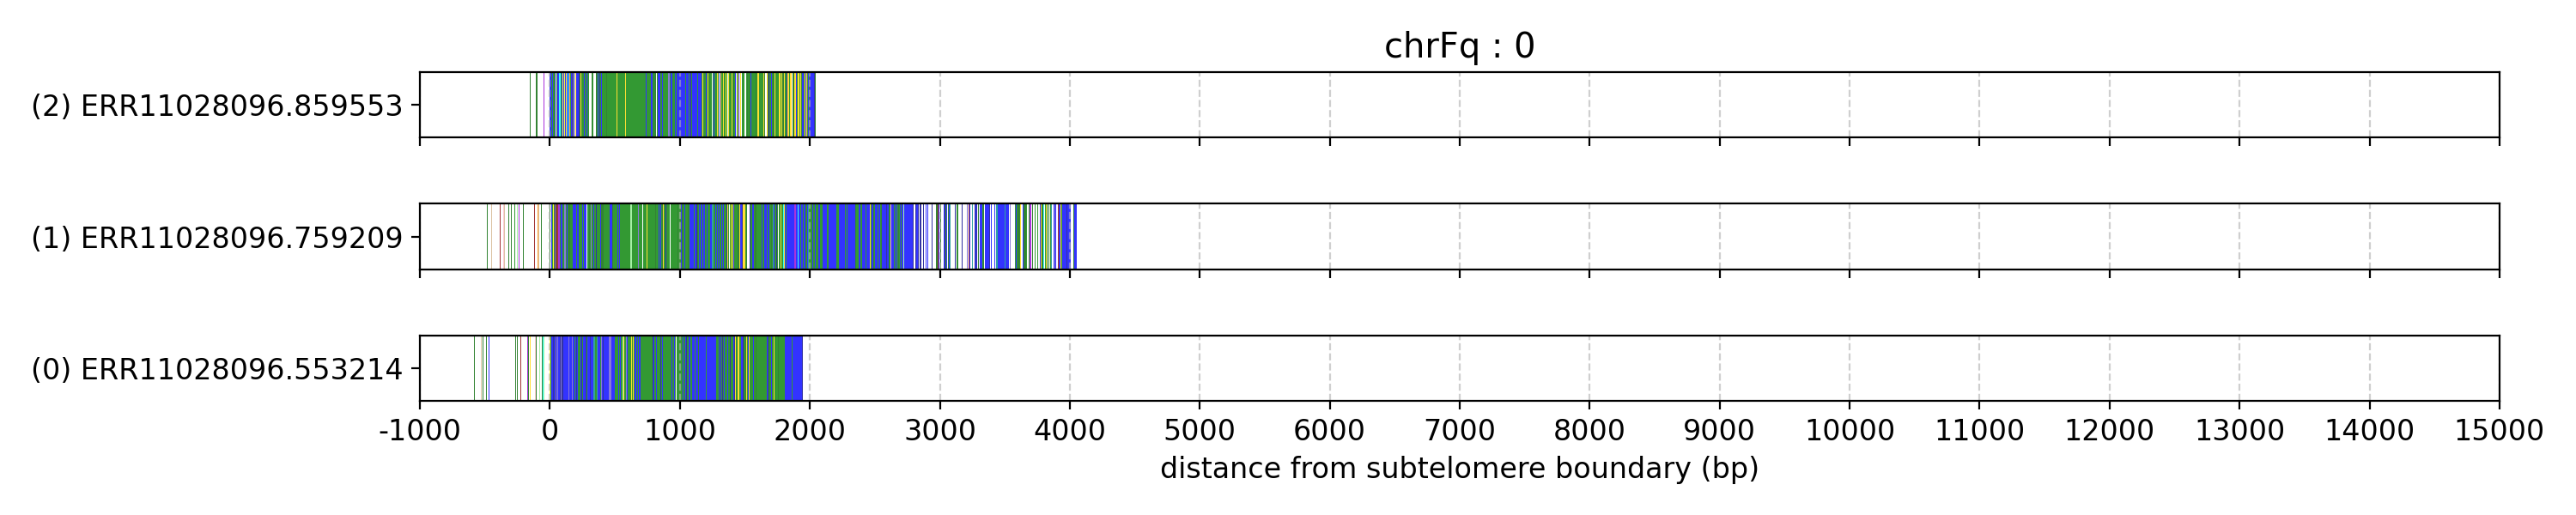 chrFq : 0
(2) ERR11028096.859553
(1) ERR11028096.759209
(0) ERR11028096.553214
-1000 0 1000 2000 3000 4000 5000 6000 7000 8000 9000 10000 11000 12000 13000 14000 15000
distance from subtelomere boundary (bp)